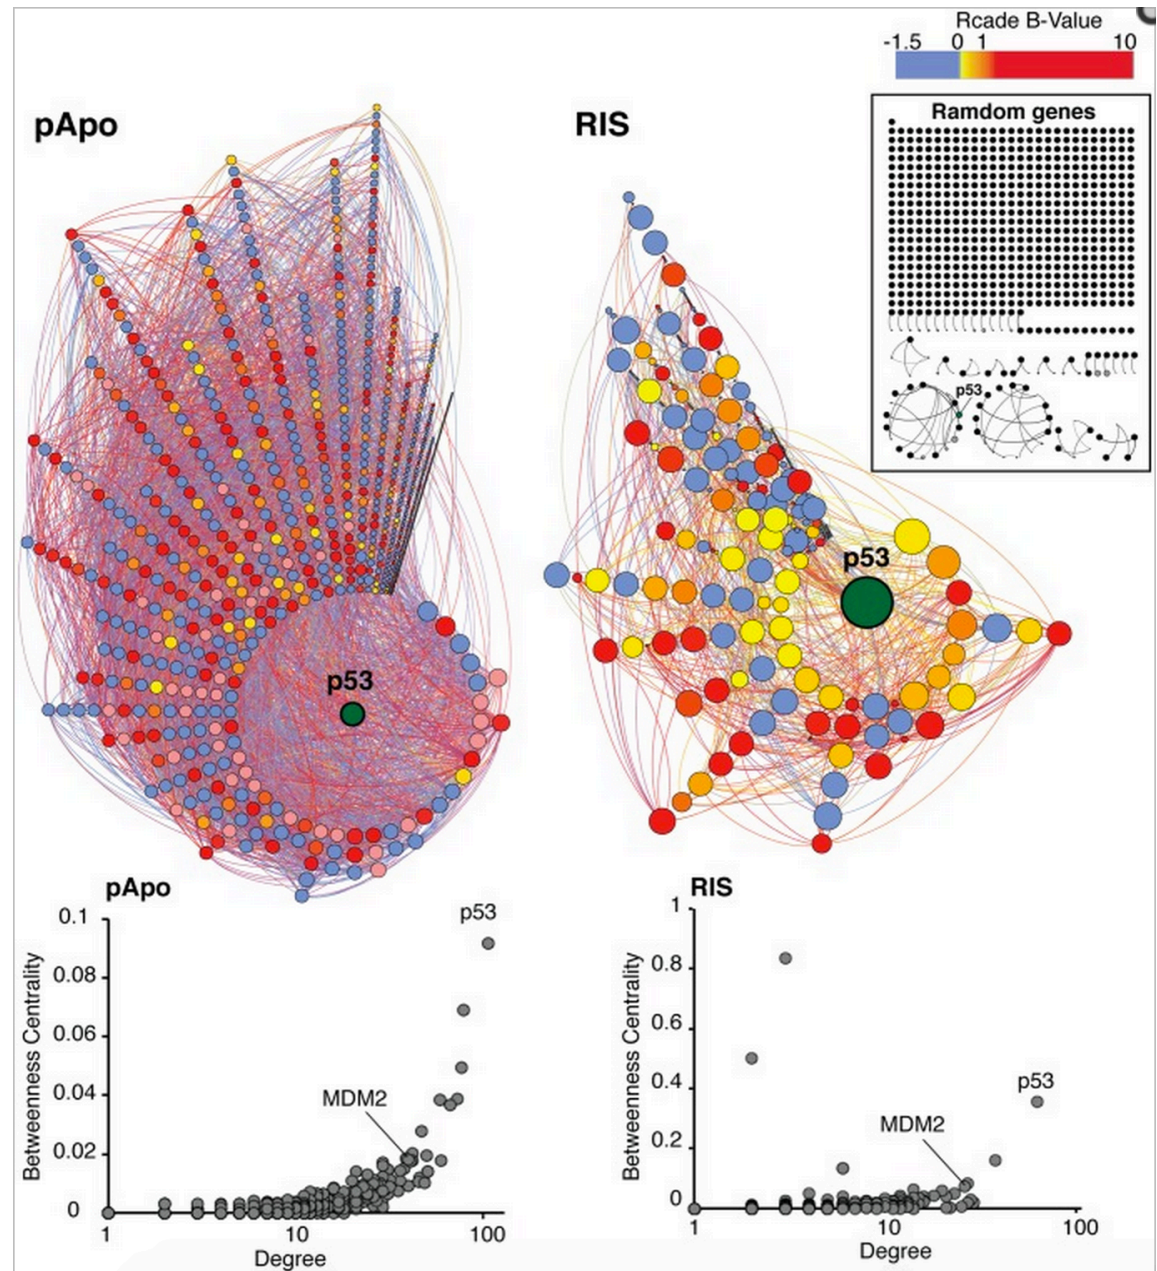 Rcade B-Value
-1.5 0 1 10
pApo
RIS
Ramdom genes
p53
p53
p53
pApo
Betweenness Centrality
0.1
0.08
0.06
0.04
0.02
0
p53
MDM2
1 10 100
Degree
RIS
Betweenness Centrality
1
0.8
0.6
0.4
0.2
0
p53
MDM2
1 10 100
Degree